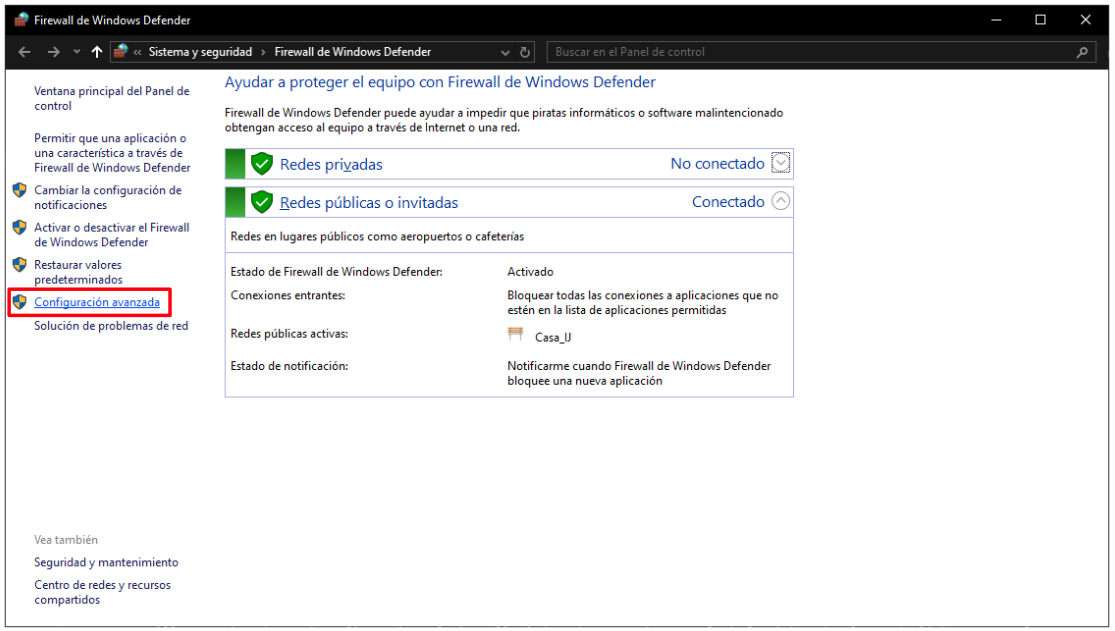 Firewall de Windows Defender
« Sistema y seguridad > Firewall de Windows Defender
Buscar en el Panel de control
Ventana principal del Panel de
control
Permitir que una aplicación o
una característica a través de
Firewall de Windows Defender
Cambiar la configuración de
notificaciones
Activar o desactivar el Firewall
de Windows Defender
Restaurar valores
predeterminados
Configuración avanzada
Solución de problemas de red
Ayudar a proteger el equipo con Firewall de Windows Defender
Firewall de Windows Defender puede ayudar a impedir que piratas informáticos o software malintencionado
obtengan acceso al equipo a través de Internet o una red.
Redes privadas No conectado
Redes públicas o invitadas Conectado
Redes en lugares públicos como aeropuertos o cafeterías
Estado de Firewall de Windows Defender: Activado
Conexiones entrantes: Bloquear todas las conexiones a aplicaciones que no
estén en la lista de aplicaciones permitidas
Redes públicas activas: Casa_IJ
Estado de notificación: Notificarme cuando Firewall de Windows Defender
bloquee una nueva aplicación
Vea también
Seguridad y mantenimiento
Centro de redes y recursos
compartidos